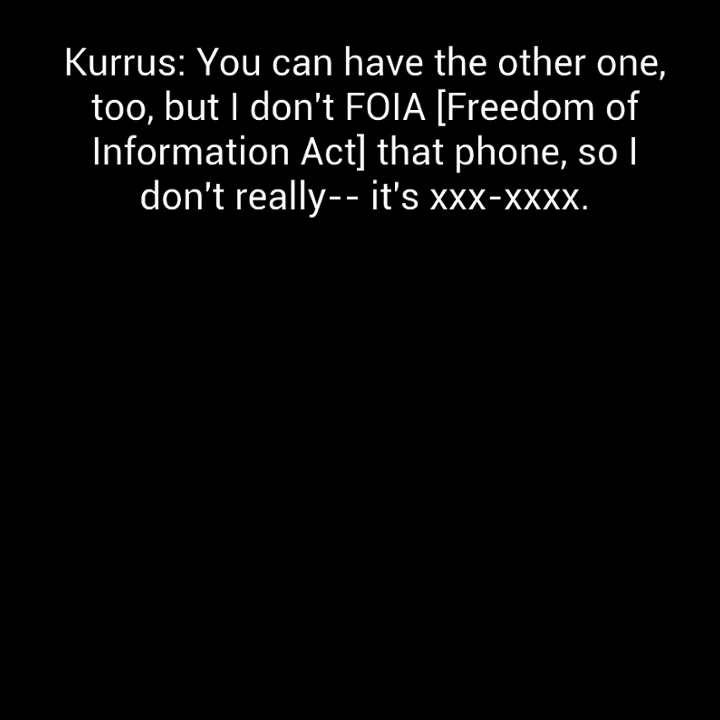 Kurrus: You can have the other one,
too, but I don't FOIA [Freedom of
Information Act] that phone, so I
don't really-- it's xxx-xxxx.